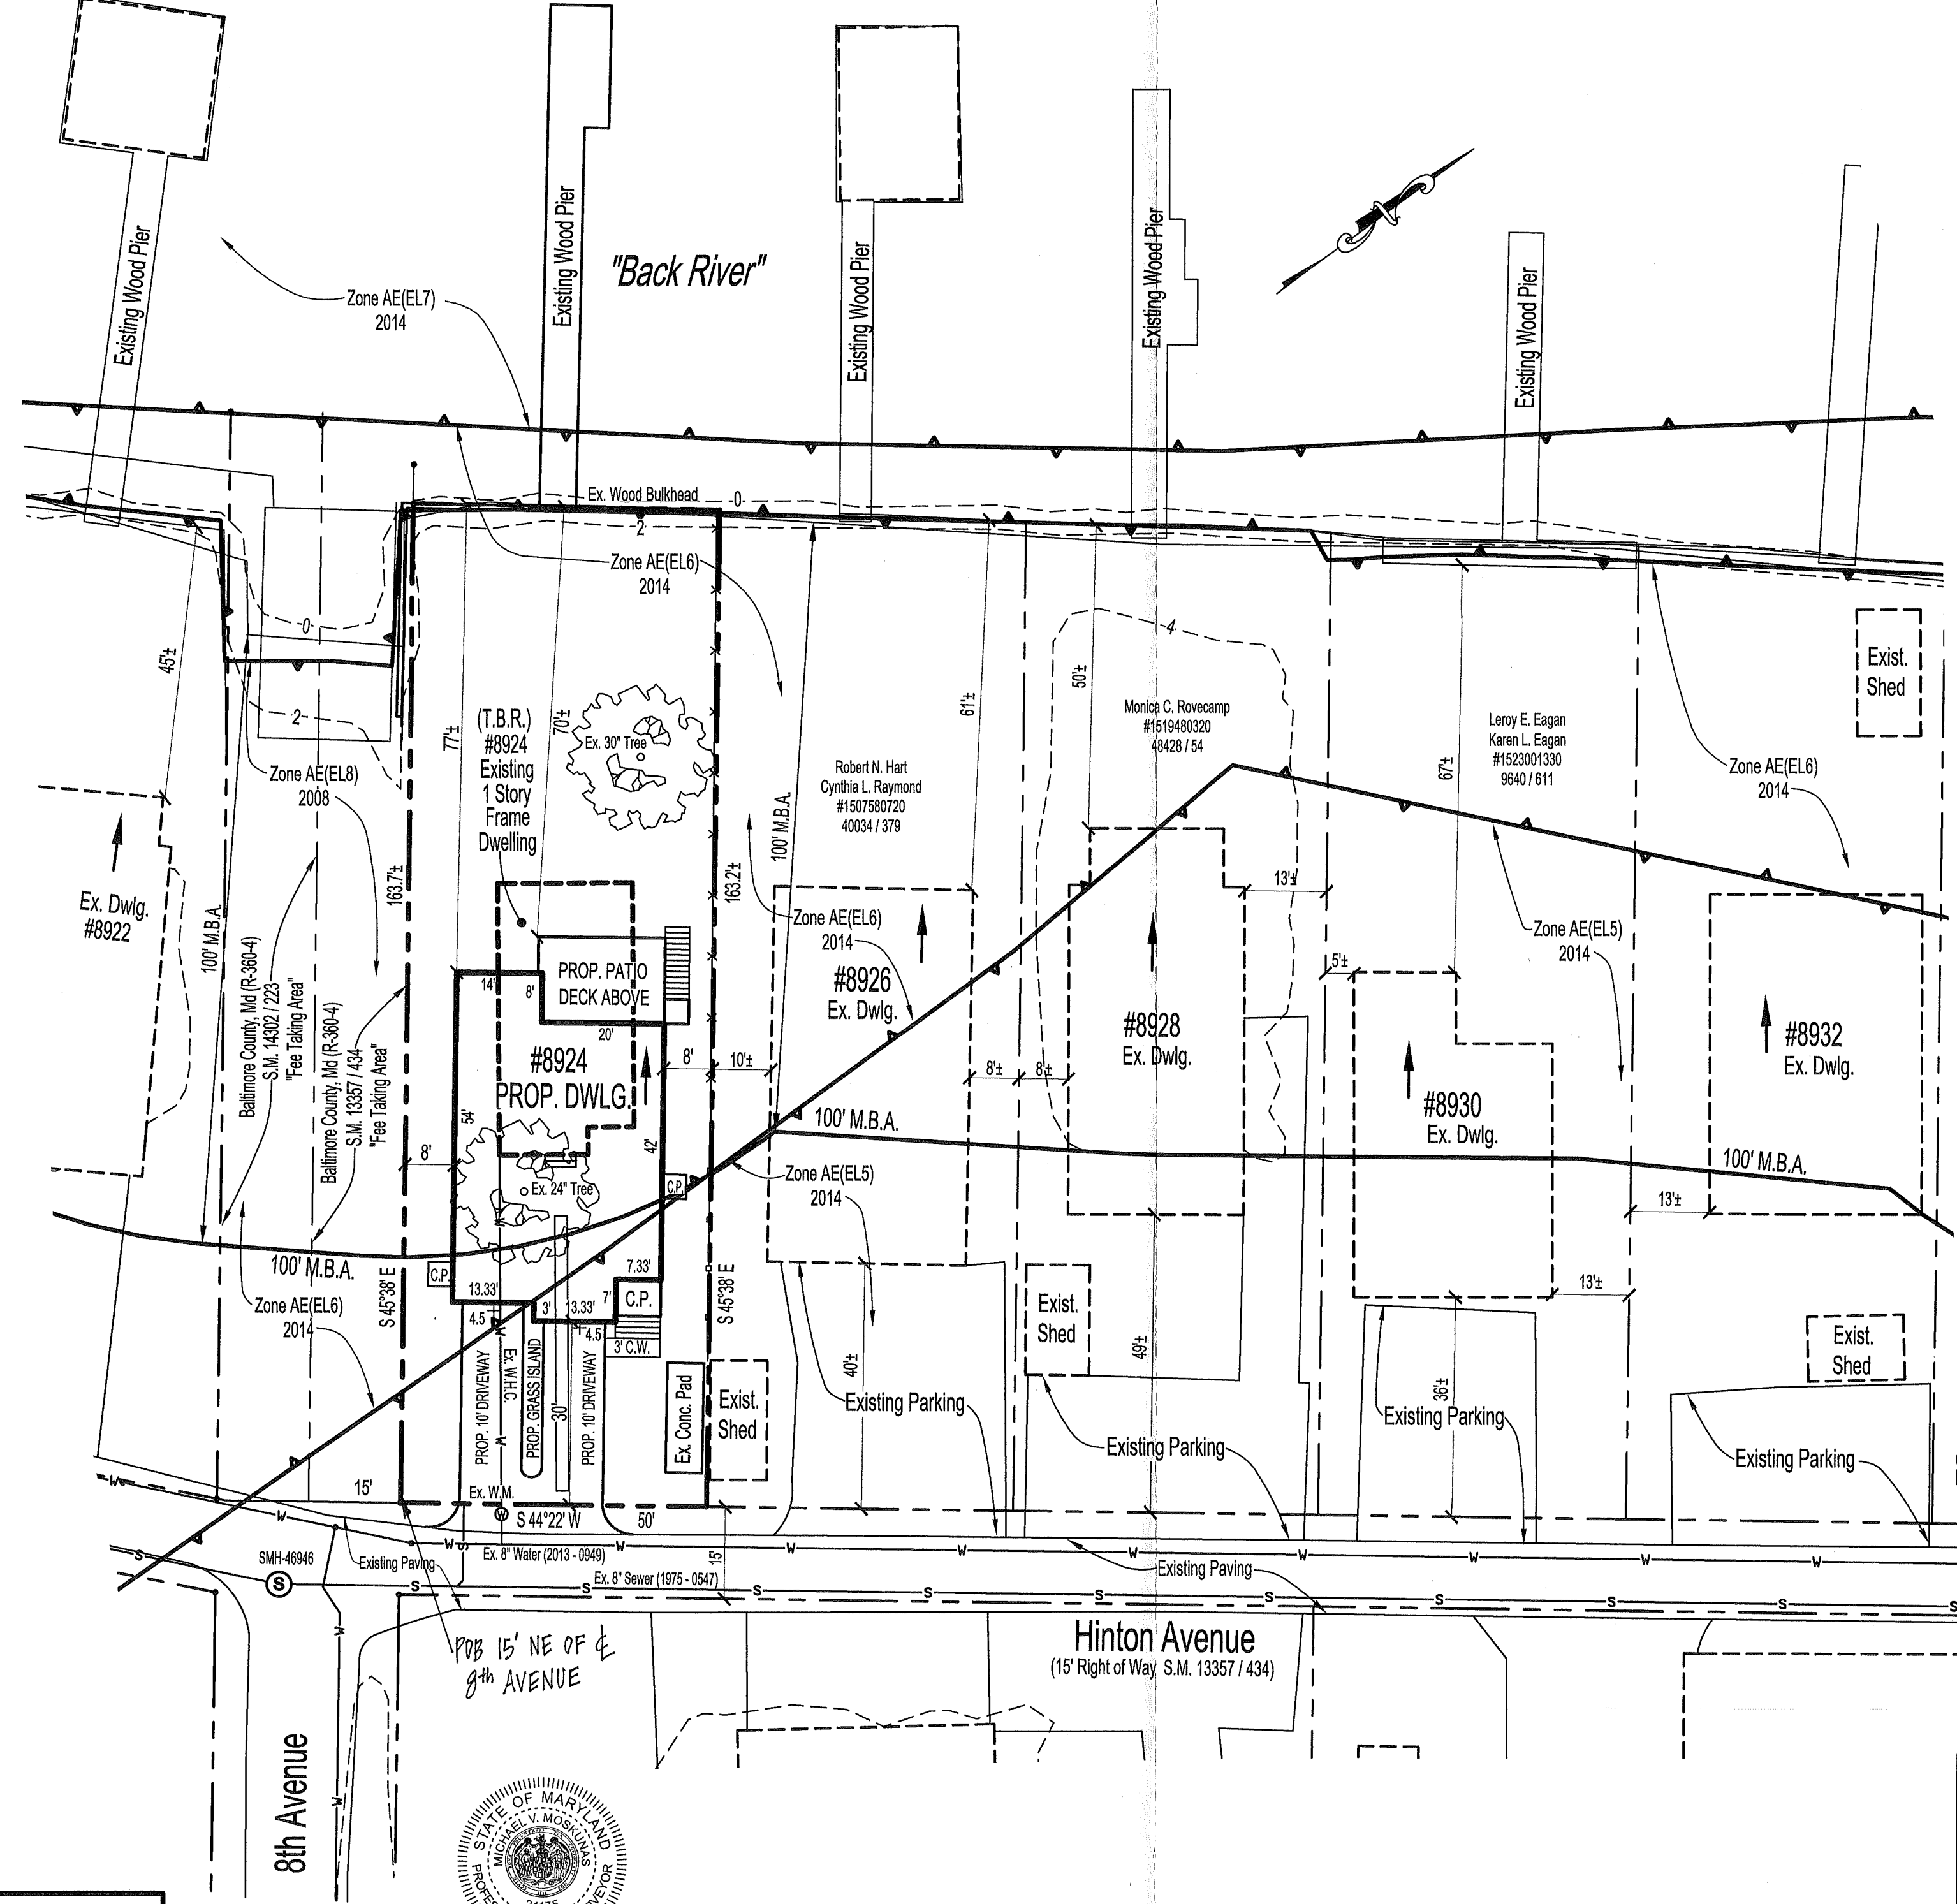 Existing Wood Pier
Existing Wood Pier
"Back River"
Existing Wood Pier
Existing Wood Pier
Existing Wood Pier
N
Zone AE(EL7)
2014
Ex. Wood Bulkhead
-0-
2
Zone AE(EL6)
2014
-0-
-2-
-4-
45'±
77'±
70'±
61'±
50'±
67'±
(T.B.R.)
#8924
Existing
1 Story
Frame
Dwelling
Ex. 30" Tree
Zone AE(EL8)
2008
Robert N. Hart
Cynthia L. Raymond
#1507580720
40034 / 379
Monica C. Rovecamp
#1519480320
48428 / 54
Leroy E. Eagan
Karen L. Eagan
#1523001330
9640 / 611
Exist.
Shed
Zone AE(EL6)
2014
Ex. Dwlg.
#8922
100' M.B.A.
163.7'±
163.2'±
100' M.B.A.
Baltimore County, Md (R-360-4)
S.M. 14302 / 223
"Fee Taking Area"
Baltimore County, Md (R-360-4)
S.M. 13357 / 434
"Fee Taking Area"
PROP. PATIO
DECK ABOVE
14'
8'
20'
#8924
PROP. DWLG.
54'
42'
8'
8'
10'±
Zone AE(EL6)
2014
#8926
Ex. Dwlg.
8'±
8'±
13'±
#8928
Ex. Dwlg.
5'±
#8930
Ex. Dwlg.
Zone AE(EL5)
2014
#8932
Ex. Dwlg.
100' M.B.A.
100' M.B.A.
13'±
13'±
Ex. 24" Tree
C.P.
Zone AE(EL5)
2014
100' M.B.A.
C.P.
S 45°38' E
S 45°38' E
Zone AE(EL6)
2014
13.33'
3'
13.33'
7'
7.33'
C.P.
4.5
4.5
3' C.W.
PROP. 10' DRIVEWAY
Ex. W.H.C.
PROP. GRASS ISLAND
30'
PROP. 10' DRIVEWAY
Ex. Conc. Pad
Exist.
Shed
40'±
Existing Parking
Exist.
Shed
49'±
Existing Parking
36'±
Existing Parking
Exist.
Shed
Existing Parking
15'
Ex. W.M.
W
S 44°22' W
50'
15'
SMH-46946
S
Existing Paving
Ex. 8" Water (2013 - 0949)
Ex. 8" Sewer (1975 - 0547)
Existing Paving
POB 15' NE OF ℄
8th AVENUE
Hinton Avenue
(15' Right of Way S.M. 13357 / 434)
8th Avenue
STATE OF MARYLAND
MICHAEL V. MOSKUNAS